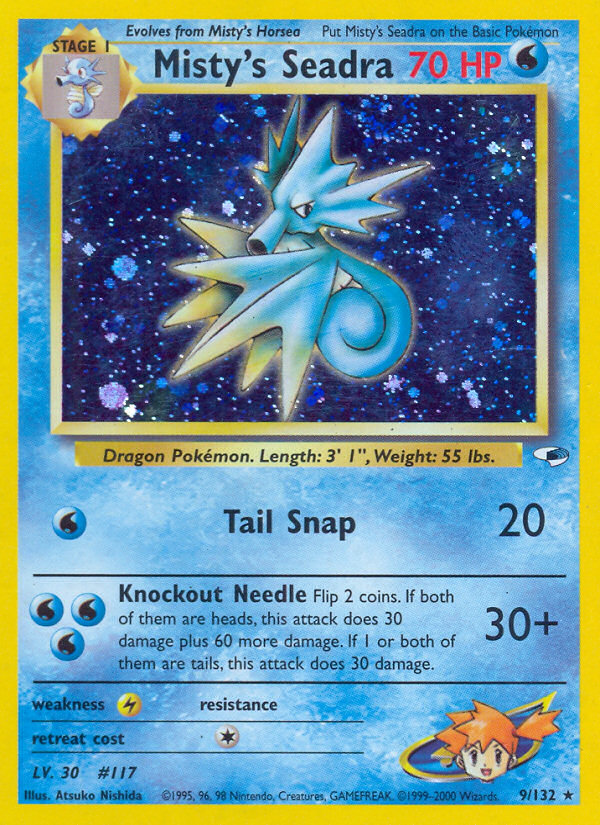 Evolves from Misty's Horsea Put Misty's Seadra on the Basic Pokémon
STAGE 1
Misty's Seadra 70 HP
Dragon Pokémon. Length: 3' 1", Weight: 55 lbs.
Tail Snap 20
Knockout Needle Flip 2 coins. If both
of them are heads, this attack does 30
damage plus 60 more damage. If 1 or both of
them are tails, this attack does 30 damage.
30+
weakness resistance
retreat cost
LV. 30 #117
Illus. Atsuko Nishida ©1995, 96, 98 Nintendo, Creatures, GAMEFREAK. ©1999-2000 Wizards. 9/132 ★